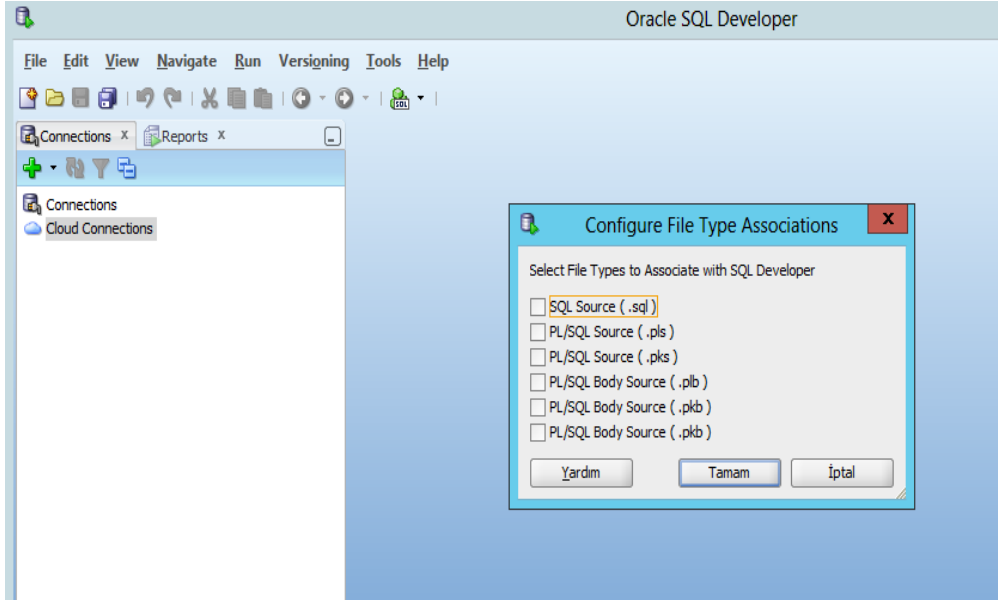 Oracle SQL Developer
File Edit View Navigate Run Versioning Tools Help
SQL
Connections x Reports x
Connections
Cloud Connections
Configure File Type Associations x
Select File Types to Associate with SQL Developer
SQL Source ( .sql )
PL/SQL Source ( .pls )
PL/SQL Source ( .pks )
PL/SQL Body Source ( .plb )
PL/SQL Body Source ( .pkb )
PL/SQL Body Source ( .pkb )
Yardım Tamam İptal